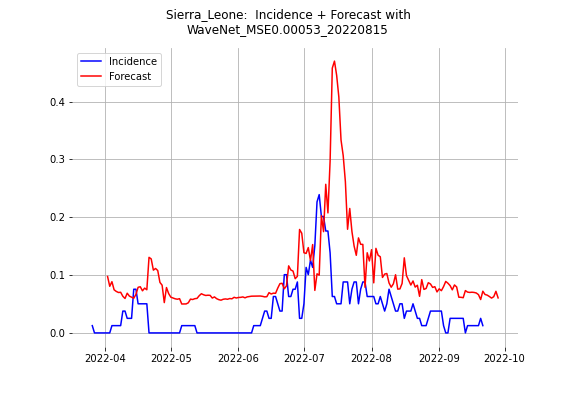 Sierra_Leone:  Incidence + Forecast with
WaveNet_MSE0.00053_20220815
Incidence
Forecast
0.4
0.3
0.2
0.1
0.0
2022-04 2022-05 2022-06 2022-07 2022-08 2022-09 2022-10